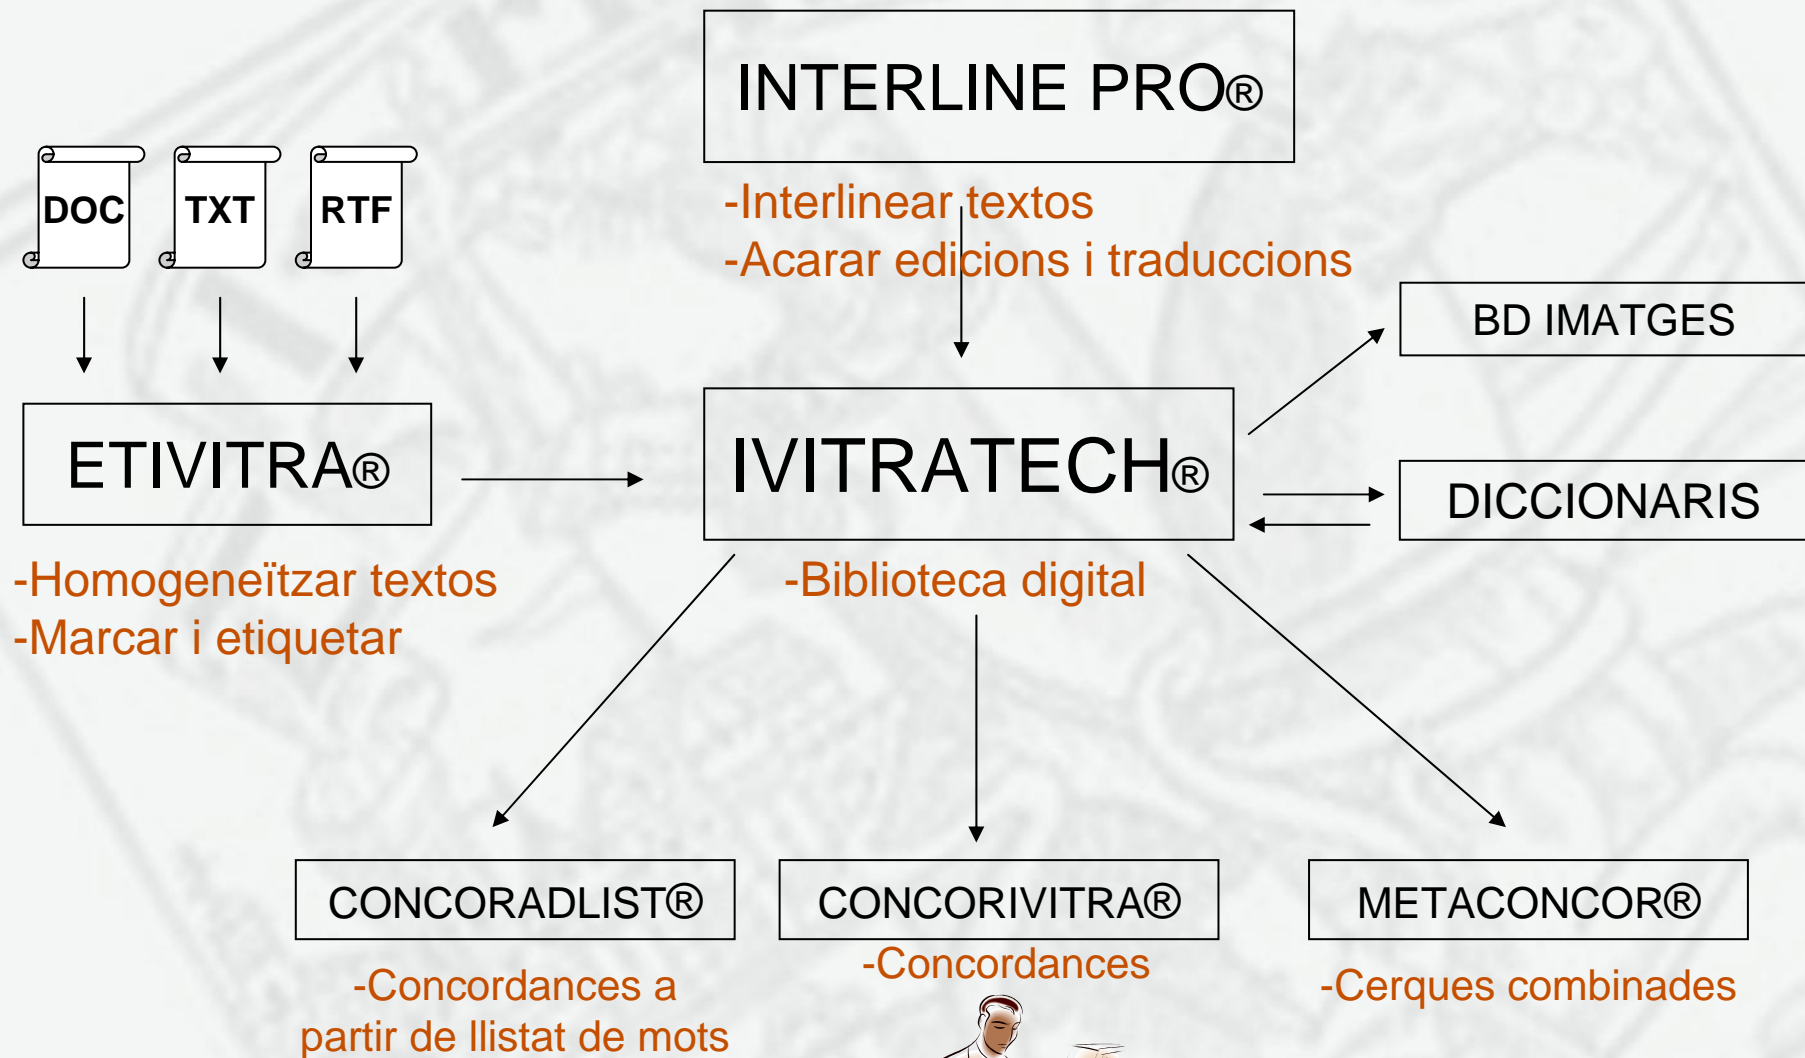 INTERLINE PRO®
DOC
TXT
RTF
-Interlinear textos
-Acarar edicions i traduccions
BD IMATGES
ETIVITRA®
IVITRATECH®
DICCIONARIS
-Homogeneïtzar textos
-Marcar i etiquetar
-Biblioteca digital
CONCORADLIST®
CONCORIVITRA®
METACONCOR®
-Concordances a
partir de llistat de mots
-Concordances
-Cerques combinades